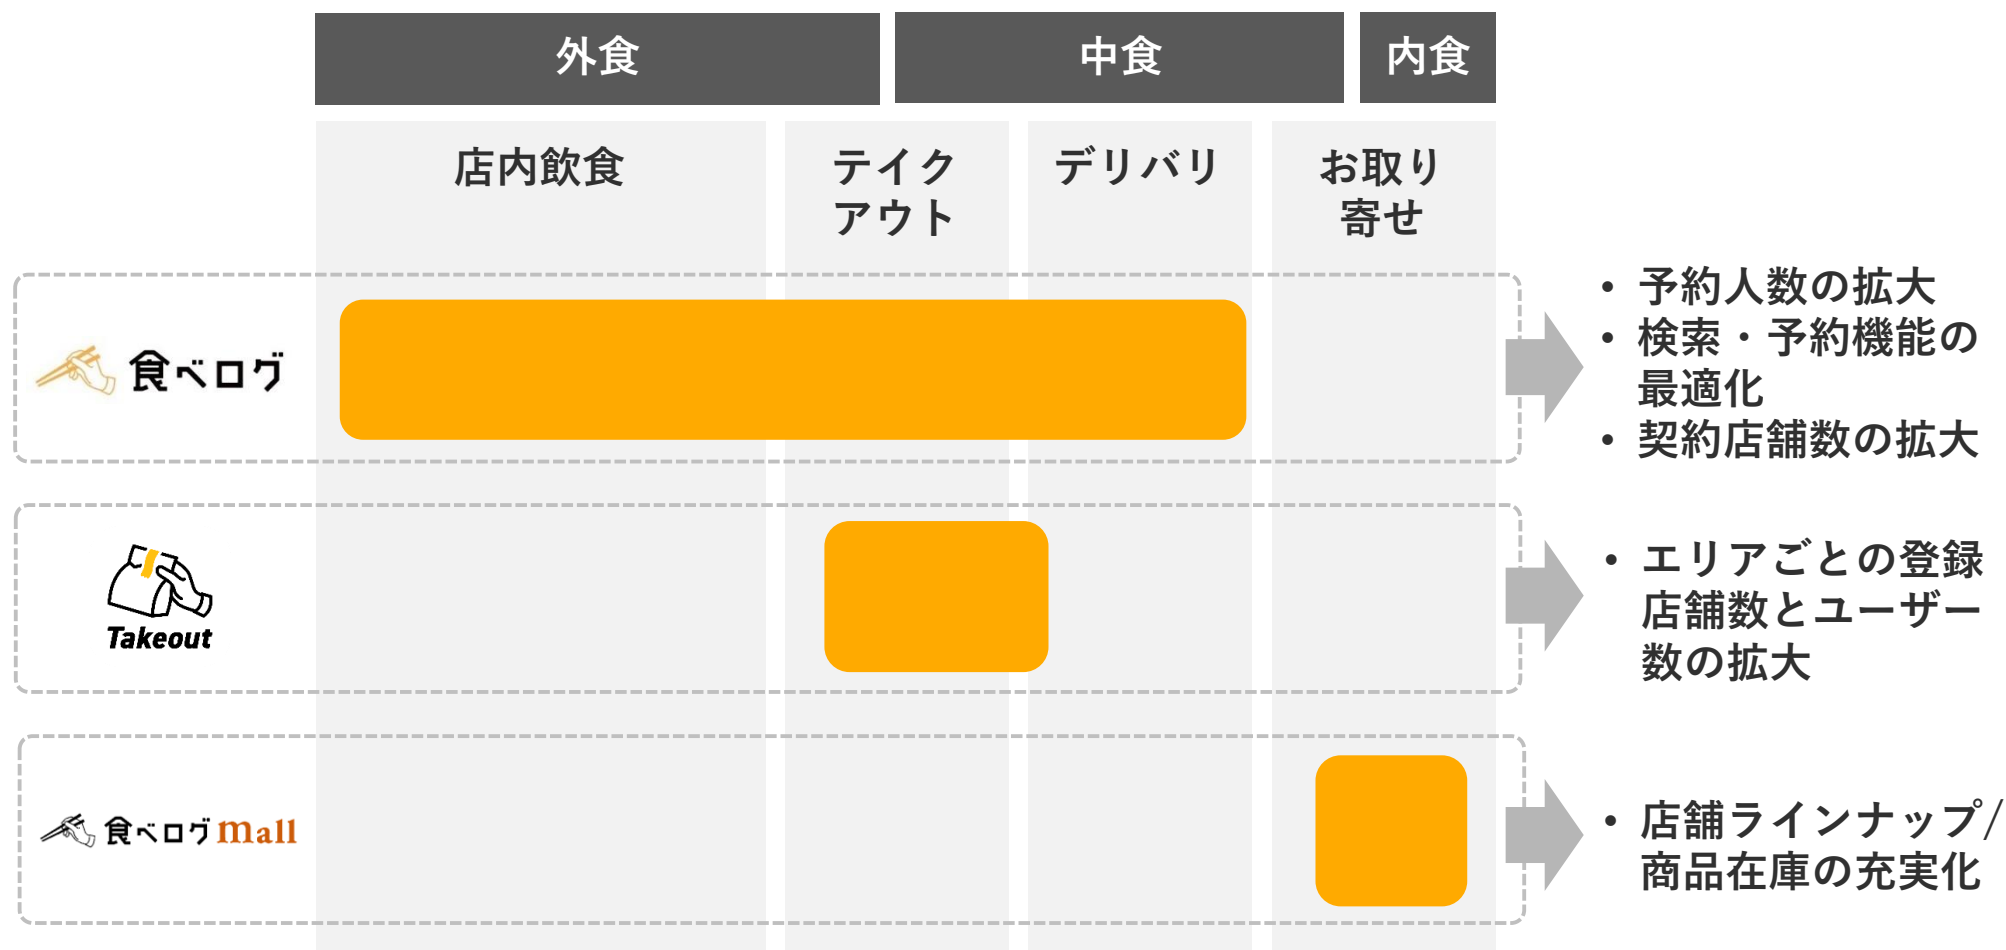 外食
中食
内食
店内飲食
テイク
アウト
デリバリ
お取り
寄せ
食べログ
• 予約人数の拡大
• 検索・予約機能の
最適化
• 契約店舗数の拡大
Takeout
• エリアごとの登録
店舗数とユーザー
数の拡大
食べログmall
• 店舗ラインナップ/
商品在庫の充実化